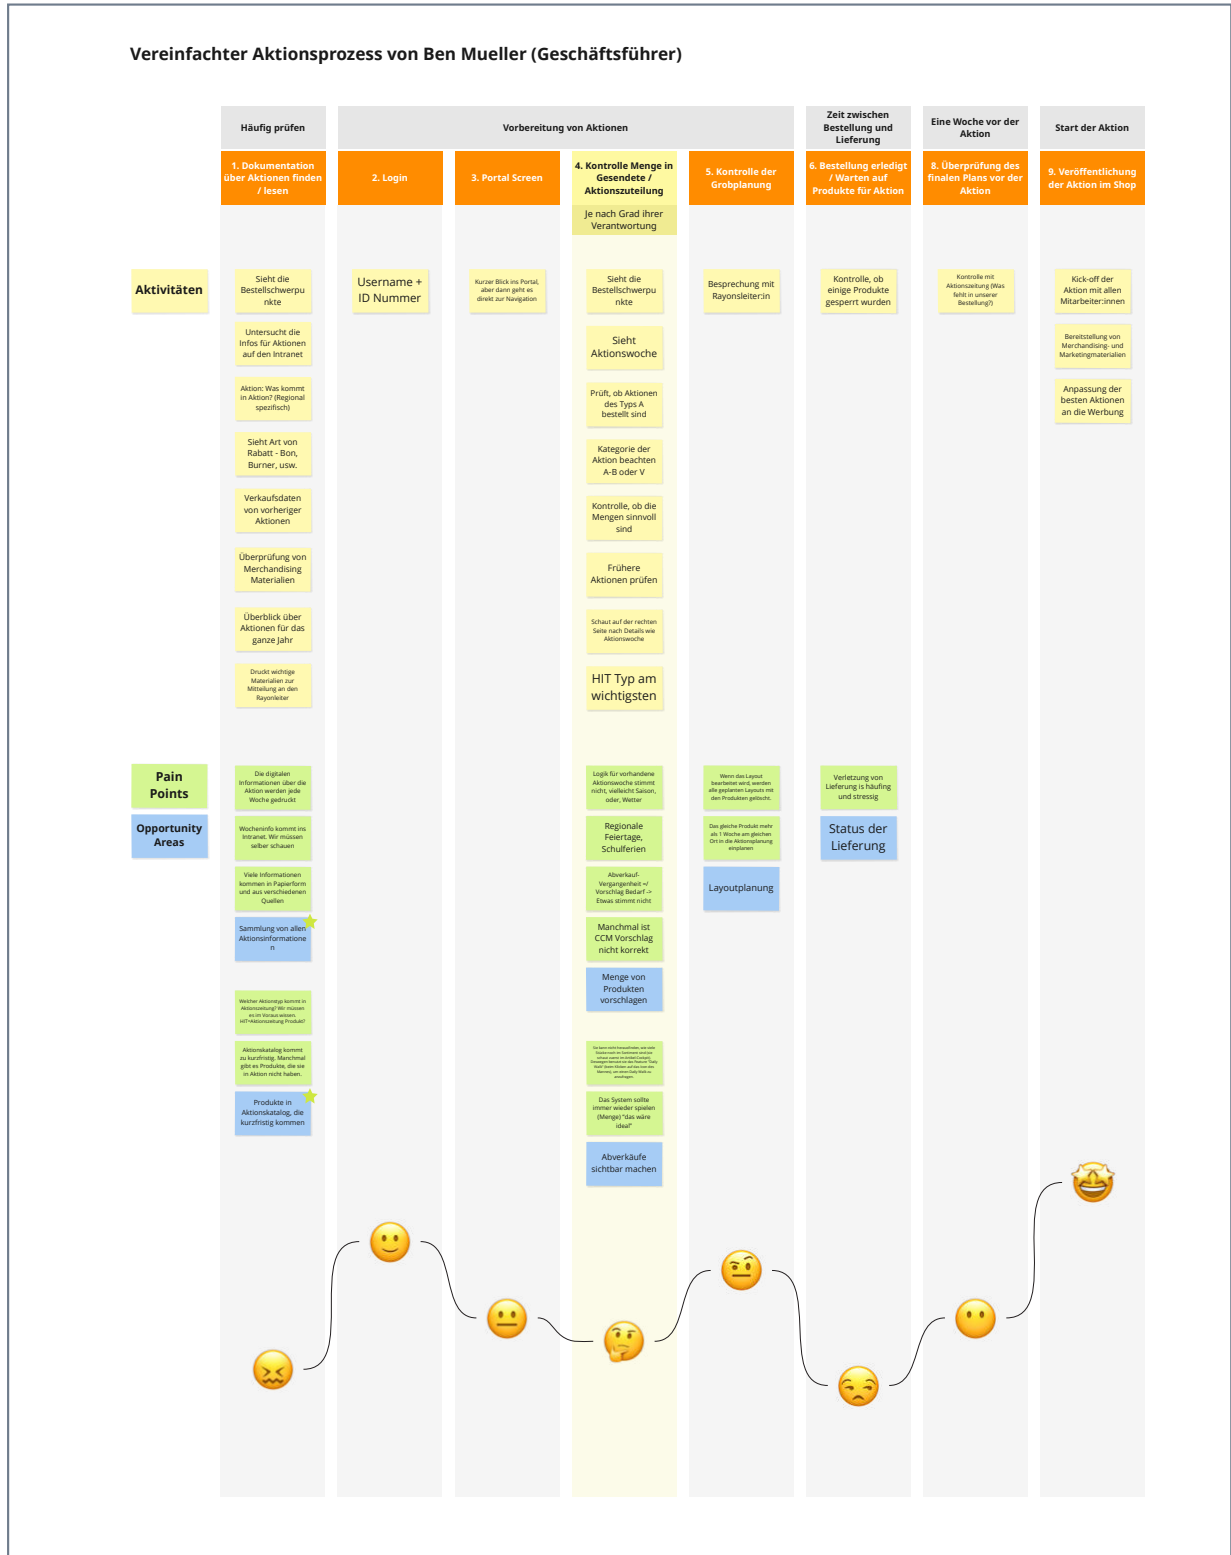 Vereinfachter Aktionsprozess von Ben Mueller (Geschäftsführer)
Häufig prüfen
Vorbereitung von Aktionen
Zeit zwischen
Bestellung und
Lieferung
Eine Woche vor der
Aktion
Start der Aktion
1. Dokumentation
über Aktionen finden
/ lesen
2. Login
3. Portal Screen
4. Kontrolle Menge in
Gesendete /
Aktionszuteilung
5. Kontrolle der
Grobplanung
6. Bestellung erledigt
/ Warten auf
Produkte für Aktion
8. Überprüfung des
finalen Plans vor der
Aktion
9. Veröffentlichung
der Aktion im Shop
Je nach Grad ihrer
Verantwortung
Aktivitäten
Sieht die
Bestellschwerpu
nkte
Untersucht die
Infos für Aktionen
auf den Intranet
Aktion: Was kommt
in Aktion? (Regional
spezifisch)
Sieht Art von
Rabatt - Bon,
Burner, usw.
Verkaufsdaten
von vorheriger
Aktionen
Überprüfung von
Merchandising
Materialien
Überblick über
Aktionen für das
ganze Jahr
Druckt wichtige
Materialien zur
Mitteilung an den
Rayonleiter
Username +
ID Nummer
Kurzer Blick ins Portal,
aber dann geht es
direkt zur Navigation
Sieht die
Bestellschwerpu
nkte
Sieht
Aktionswoche
Prüft, ob Aktionen
des Typs A
bestellt sind
Kategorie der
Aktion beachten
A-B oder V
Kontrolle, ob die
Mengen sinnvoll
sind
Frühere
Aktionen prüfen
Schaut auf der rechten
Seite nach Details wie
Aktionswoche
HIT Typ am
wichtigsten
Besprechung mit
Rayonsleiter:in
Kontrolle, ob
einige Produkte
gesperrt wurden
Kontrolle mit
Aktionszeitung (Was
fehlt in unserer
Bestellung?)
Kick-off der
Aktion mit allen
Mitarbeiter:innen
Bereitstellung von
Merchandising- und
Marketingmaterialien
Anpassung der
besten Aktionen
an die Werbung
Pain
Points
Opportunity
Areas
Die digitalen
Informationen über die
Aktion werden jede
Woche gedruckt
Wocheninfo kommt ins
Intranet. Wir müssen
selber schauen
Viele Informationen
kommen in Papierform
und aus verschiedenen
Quellen
Sammlung von allen
Aktionsinformatione
n
Welcher Aktionstyp kommt in
Aktionszeitung? Wir müssen
es im Voraus wissen.
HIT=Aktionszeitung Produkt?
Aktionskatalog kommt
zu kurzfristig. Manchmal
gibt es Produkte, die sie
in Aktion nicht haben.
Produkte in
Aktionskatalog, die
kurzfristig kommen
Logik für vorhandene
Aktionswoche stimmt
nicht, vielleicht Saison,
oder, Wetter
Regionale
Feiertage,
Schulferien
Abverkauf-
Vergangenheit =/
Vorschlag Bedarf ->
Etwas stimmt nicht
Manchmal ist
CCM Vorschlag
nicht korrekt
Menge von
Produkten
vorschlagen
Das System sollte
immer wieder spielen
(Menge) "das wäre
ideal"
Abverkäufe
sichtbar machen
Wenn das Layout
bearbeitet wird, werden
alle geplanten Layouts mit
den Produkten gelöscht.
Das gleiche Produkt mehr
als 1 Woche am gleichen
Ort in die Aktionsplanung
einplanen
Layoutplanung
Verletzung von
Lieferung is häufing
und stressig
Status der
Lieferung